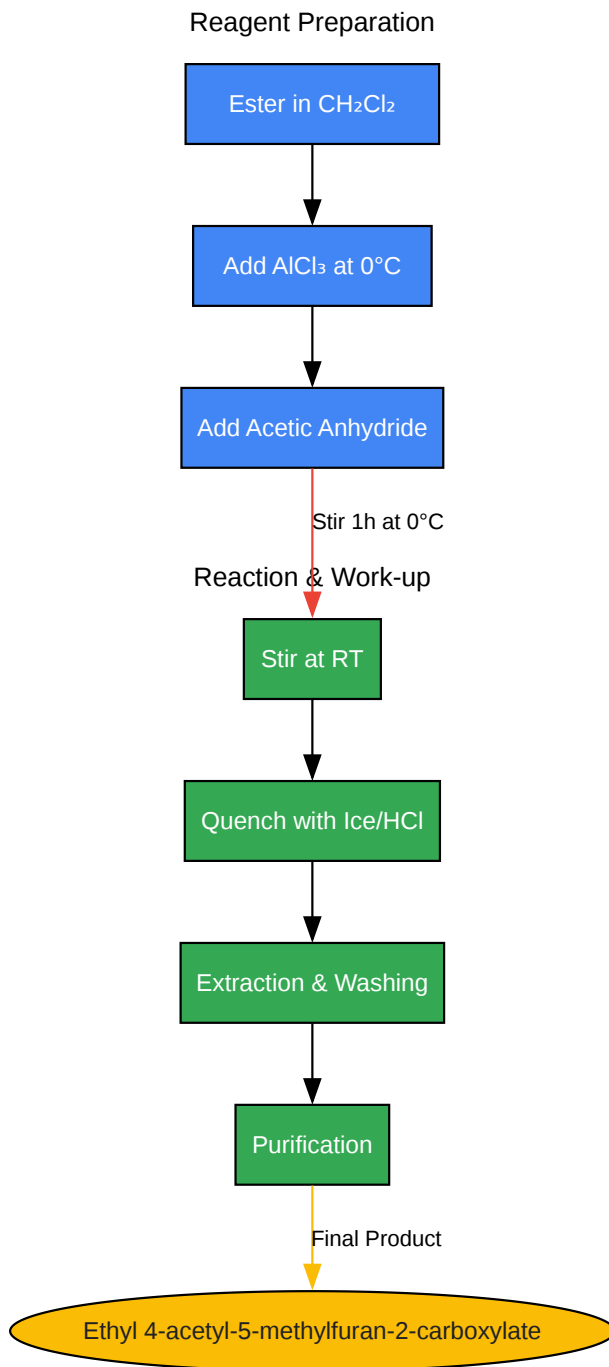 Reagent Preparation
Ester in CH₂Cl₂
Add AlCl₃ at 0°C
Add Acetic Anhydride
Stir 1h at 0°C
Reaction & Work-up
Stir at RT
Quench with Ice/HCl
Extraction & Washing
Purification
Final Product
Ethyl 4-acetyl-5-methylfuran-2-carboxylate